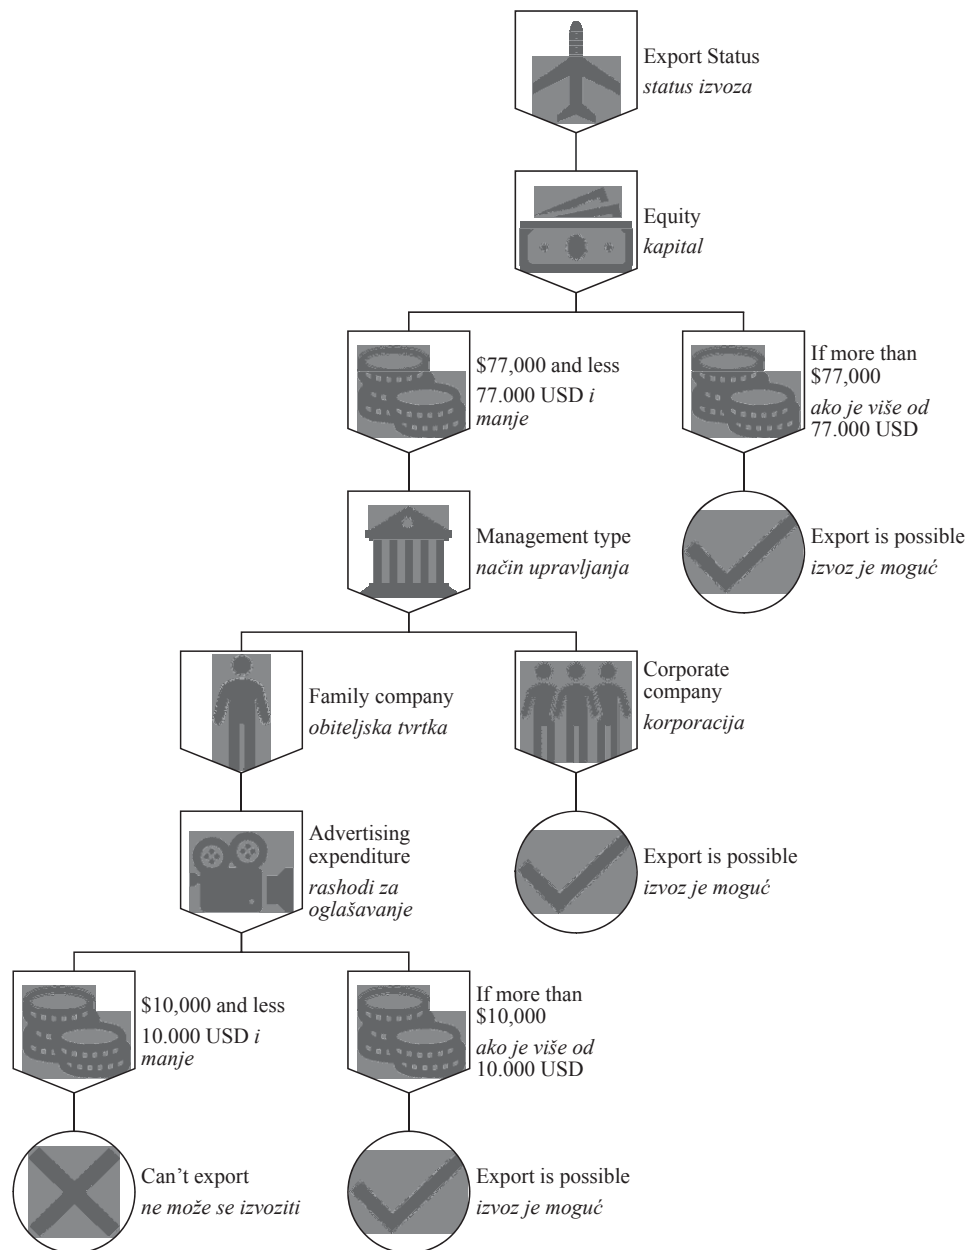 Export Status
status izvoza
Equity
kapital
$77,000 and less
77.000 USD i
manje
If more than
$77,000
ako je više od
77.000 USD
Management type
način upravljanja
Export is possible
izvoz je moguć
Family company
obiteljska tvrtka
Corporate
company
korporacija
Advertising
expenditure
rashodi za
oglašavanje
Export is possible
izvoz je moguć
$10,000 and less
10.000 USD i
manje
If more than
$10,000
ako je više od
10.000 USD
Can’t export
ne može se izvoziti
Export is possible
izvoz je moguć